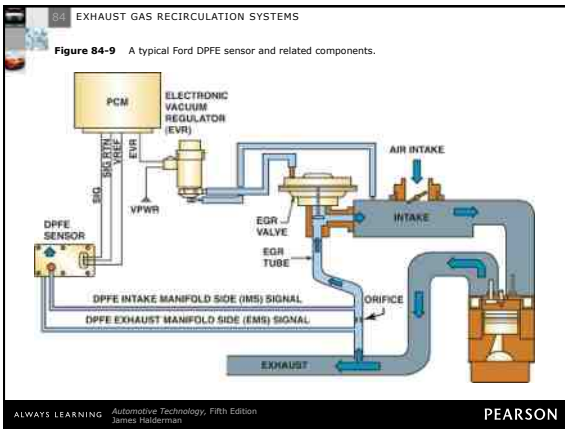 84 EXHAUST GAS RECIRCULATION SYSTEMS
Figure 84-9 A typical Ford DPFE sensor and related components.
PCM
ELECTRONIC
VACUUM
REGULATOR
(EVR)
SIG
SIG RTN
VREF
EVR
VPWR
AIR INTAKE
INTAKE
EGR
VALVE
EGR
TUBE
DPFE
SENSOR
DPFE INTAKE MANIFOLD SIDE (IMS) SIGNAL
ORIFICE
DPFE EXHAUST MANIFOLD SIDE (EMS) SIGNAL
EXHAUST
ALWAYS LEARNING
Automotive Technology, Fifth Edition
James Halderman
PEARSON